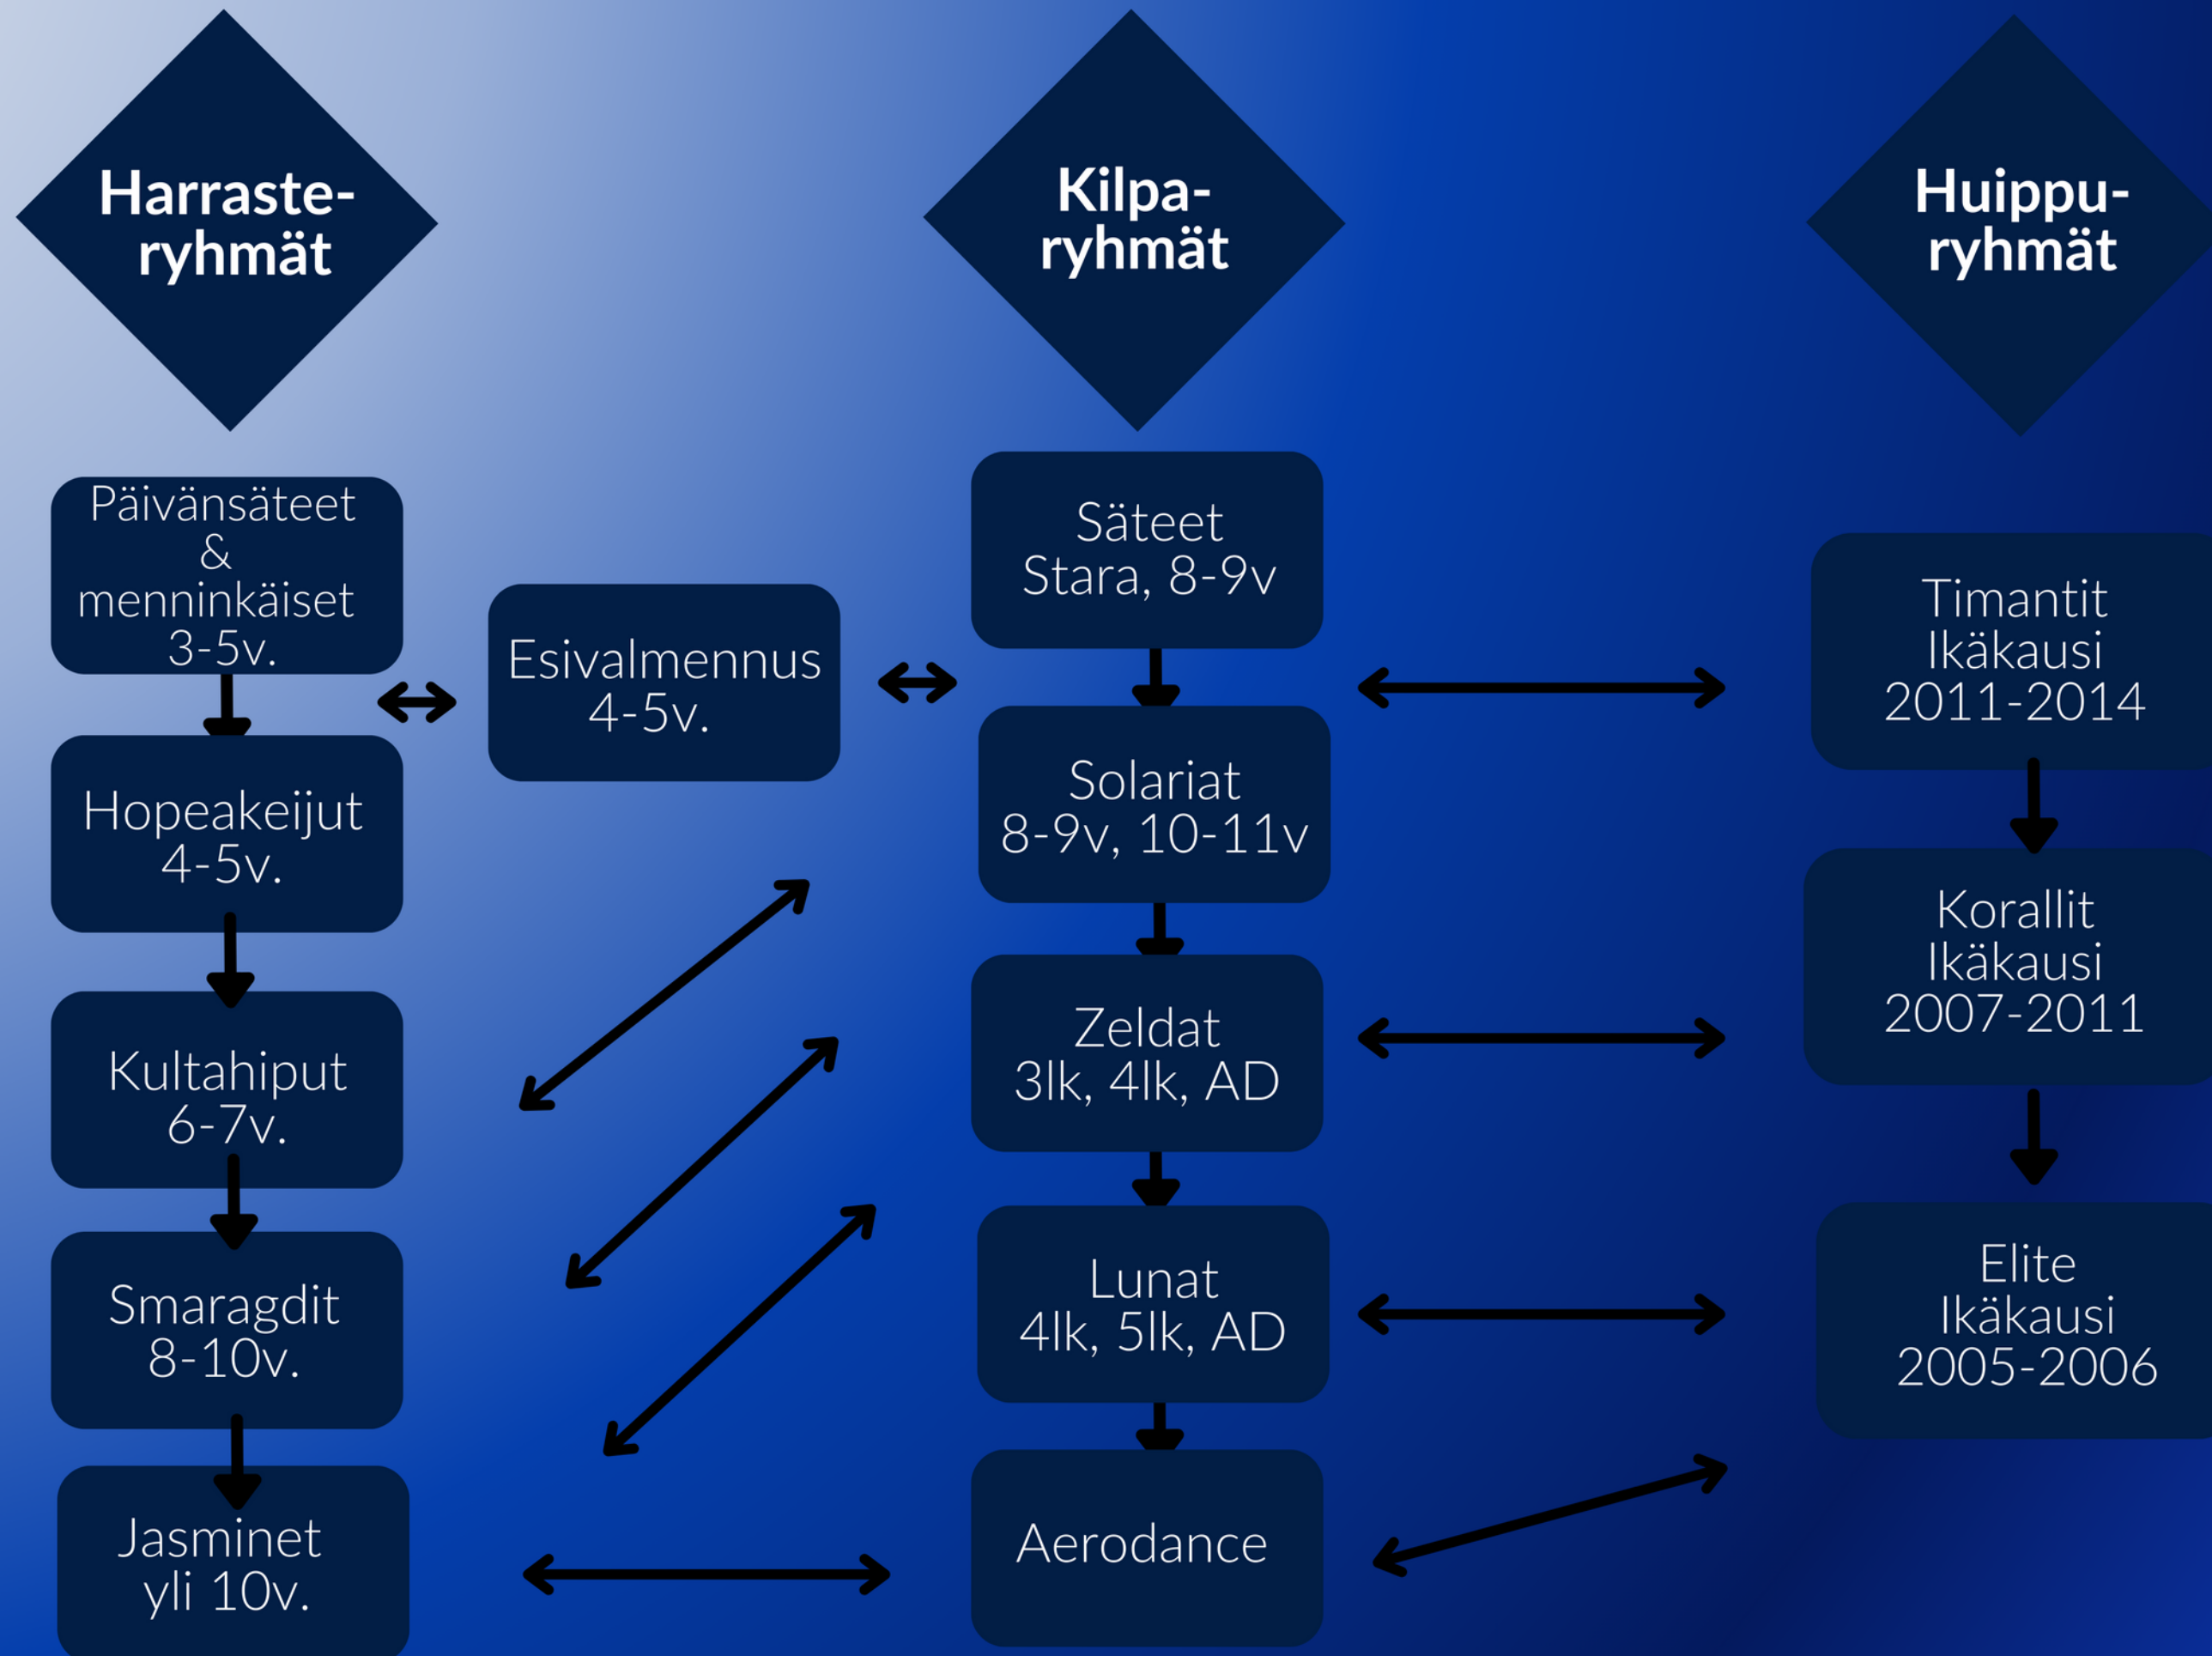 Harraste-
ryhmät
Kilpa-
ryhmät
Huippu-
ryhmät
Päivänsäteet
&
menninkäiset
3-5v.
Hopeakeijut
4-5v.
Kultahiput
6-7v.
Smaragdit
8-10v.
Jasminet
yli 10v.
Esivalmennus
4-5v.
Säteet
Stara, 8-9v
Solariat
8-9v, 10-11v
Zeldat
3lk, 4lk, AD
Lunat
4lk, 5lk, AD
Aerodance
Timantit
Ikäkausi
2011-2014
Korallit
Ikäkausi
2007-2011
Elite
Ikäkausi
2005-2006